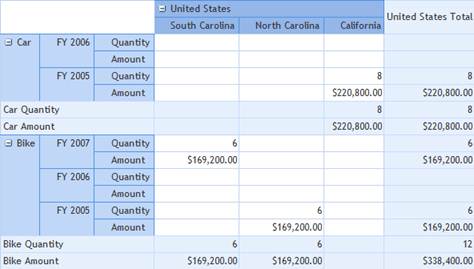 United States
United States Total
South Carolina North Carolina California
Car FY 2006 Quantity
Amount
FY 2005 Quantity 8 8
Amount $220,800.00 $220,800.00
Car Quantity 8 8
Car Amount $220,800.00 $220,800.00
Bike FY 2007 Quantity 6 6
Amount $169,200.00 $169,200.00
FY 2006 Quantity
Amount
FY 2005 Quantity 6 6
Amount $169,200.00 $169,200.00
Bike Quantity 6 6 12
Bike Amount $169,200.00 $169,200.00 $338,400.00